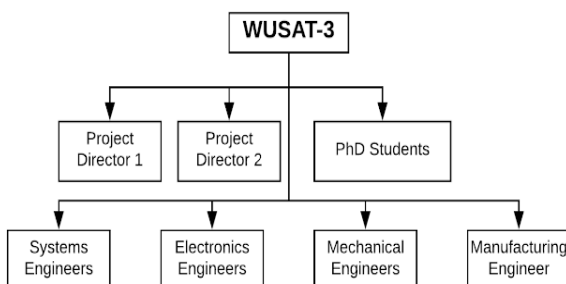 WUSAT-3
Project
Director 1
Project
Director 2
PhD Students
Systems
Engineers
Electronics
Engineers
Mechanical
Engineers
Manufacturing
Engineer